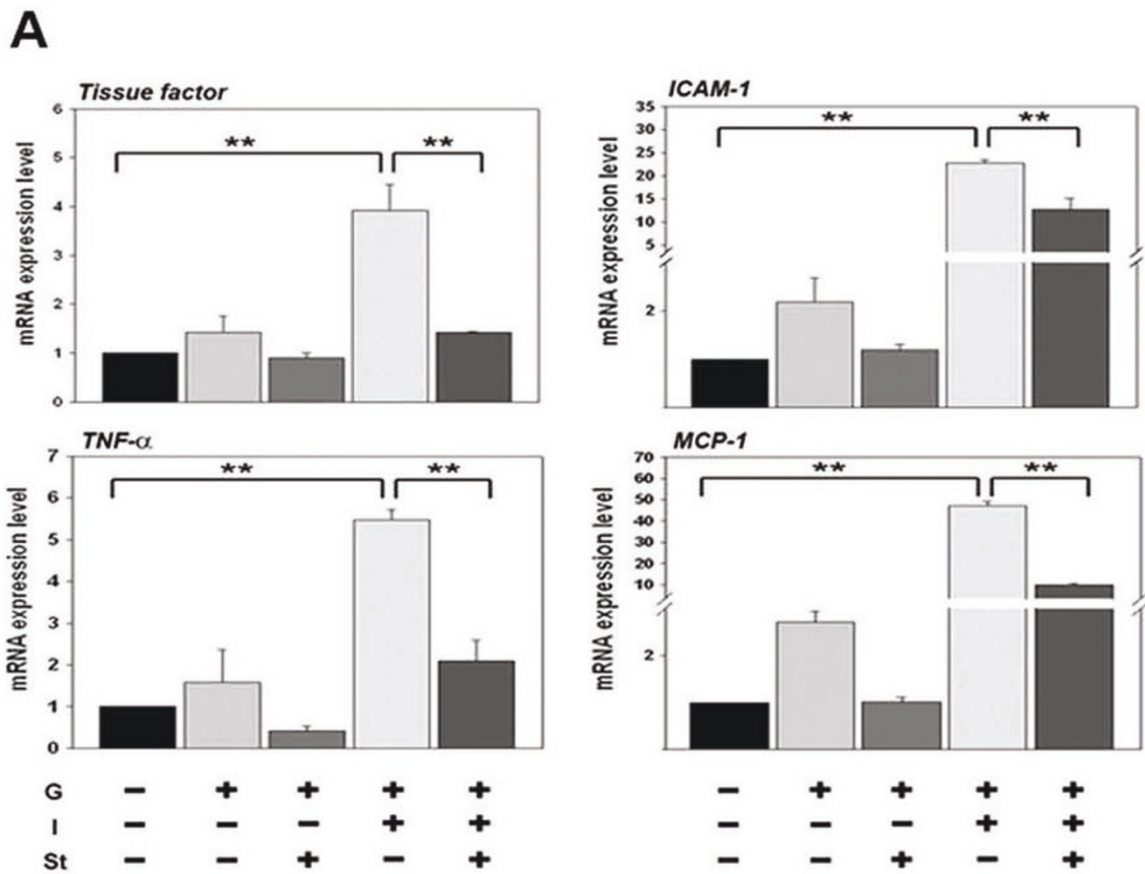 A
Tissue factor
mRNA expression level
6
5
4
3
2
1
0
** **
ICAM-1
mRNA expression level
35
30
25
20
15
10
5
2
** **
TNF-α
mRNA expression level
7
6
5
4
3
2
1
0
** **
MCP-1
mRNA expression level
70
60
50
40
30
20
10
2
** **
G − + + + + − + + + +
I − − − + + − − − + +
St − − + − + − − + − +